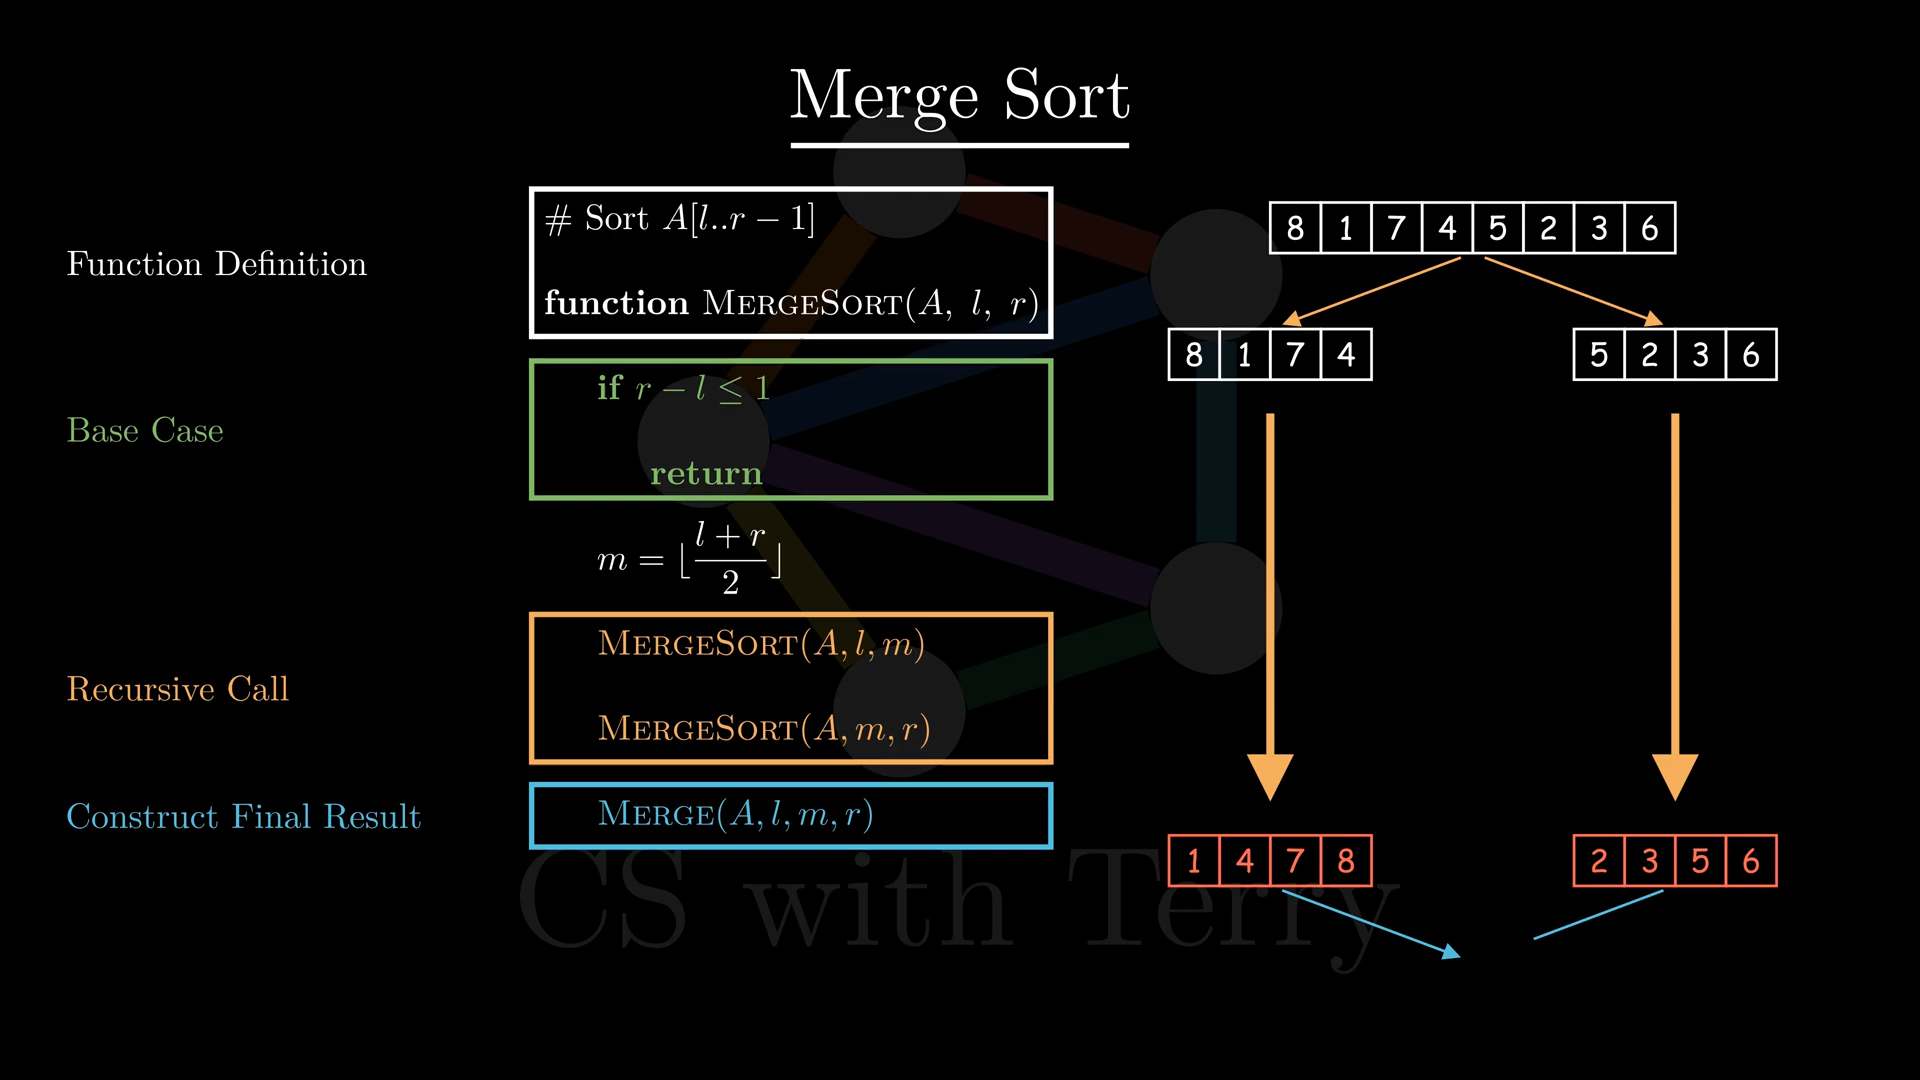 Merge Sort
Function Definition
# Sort A[l..r − 1]
function MERGESORT(A, l, r)
Base Case
if r − l ≤ 1
return
m = ⌊(l + r)/2⌋
Recursive Call
MERGESORT(A, l, m)
MERGESORT(A, m, r)
Construct Final Result
MERGE(A, l, m, r)
8 1 7 4 5 2 3 6
8 1 7 4
5 2 3 6
1 4 7 8
2 3 5 6
CS with Terry